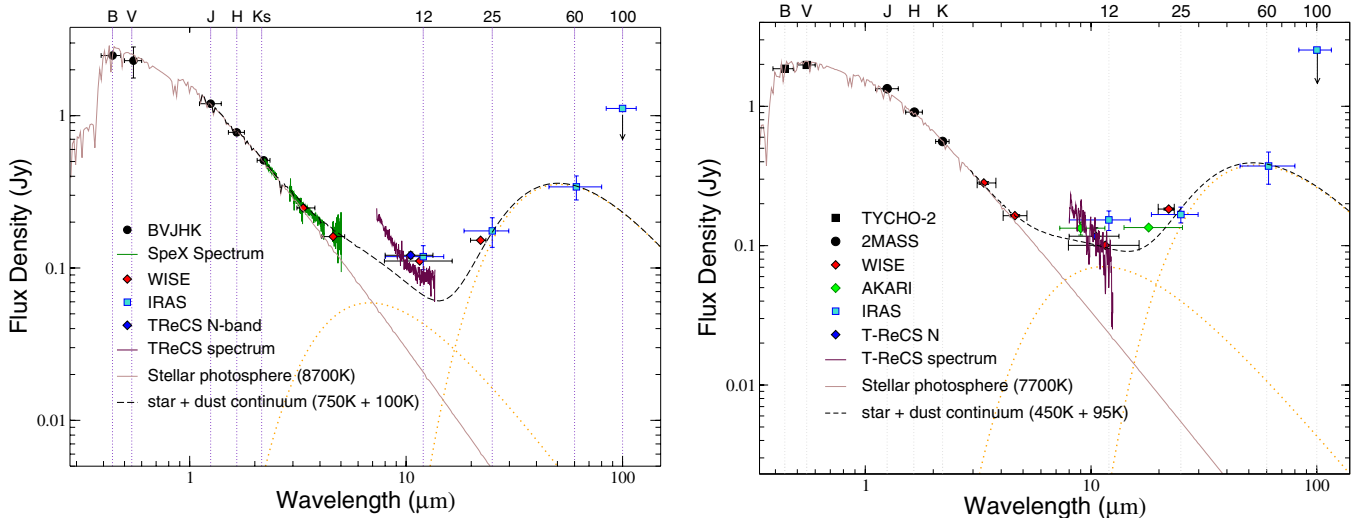 B V J H Ks 12 25 60 100
Flux Density (Jy)
1
0.1
0.01
BVJHK
SpeX Spectrum
WISE
IRAS
TReCS N-band
TReCS spectrum
Stellar photosphere (8700K)
star + dust continuum (750K + 100K)
1 10 100
Wavelength (μm)
B V J H K 12 25 60 100
Flux Density (Jy)
1
0.1
0.01
TYCHO-2
2MASS
WISE
AKARI
IRAS
T-ReCS N
T-ReCS spectrum
Stellar photosphere (7700K)
star + dust continuum (450K + 95K)
1 10 100
Wavelength (μm)